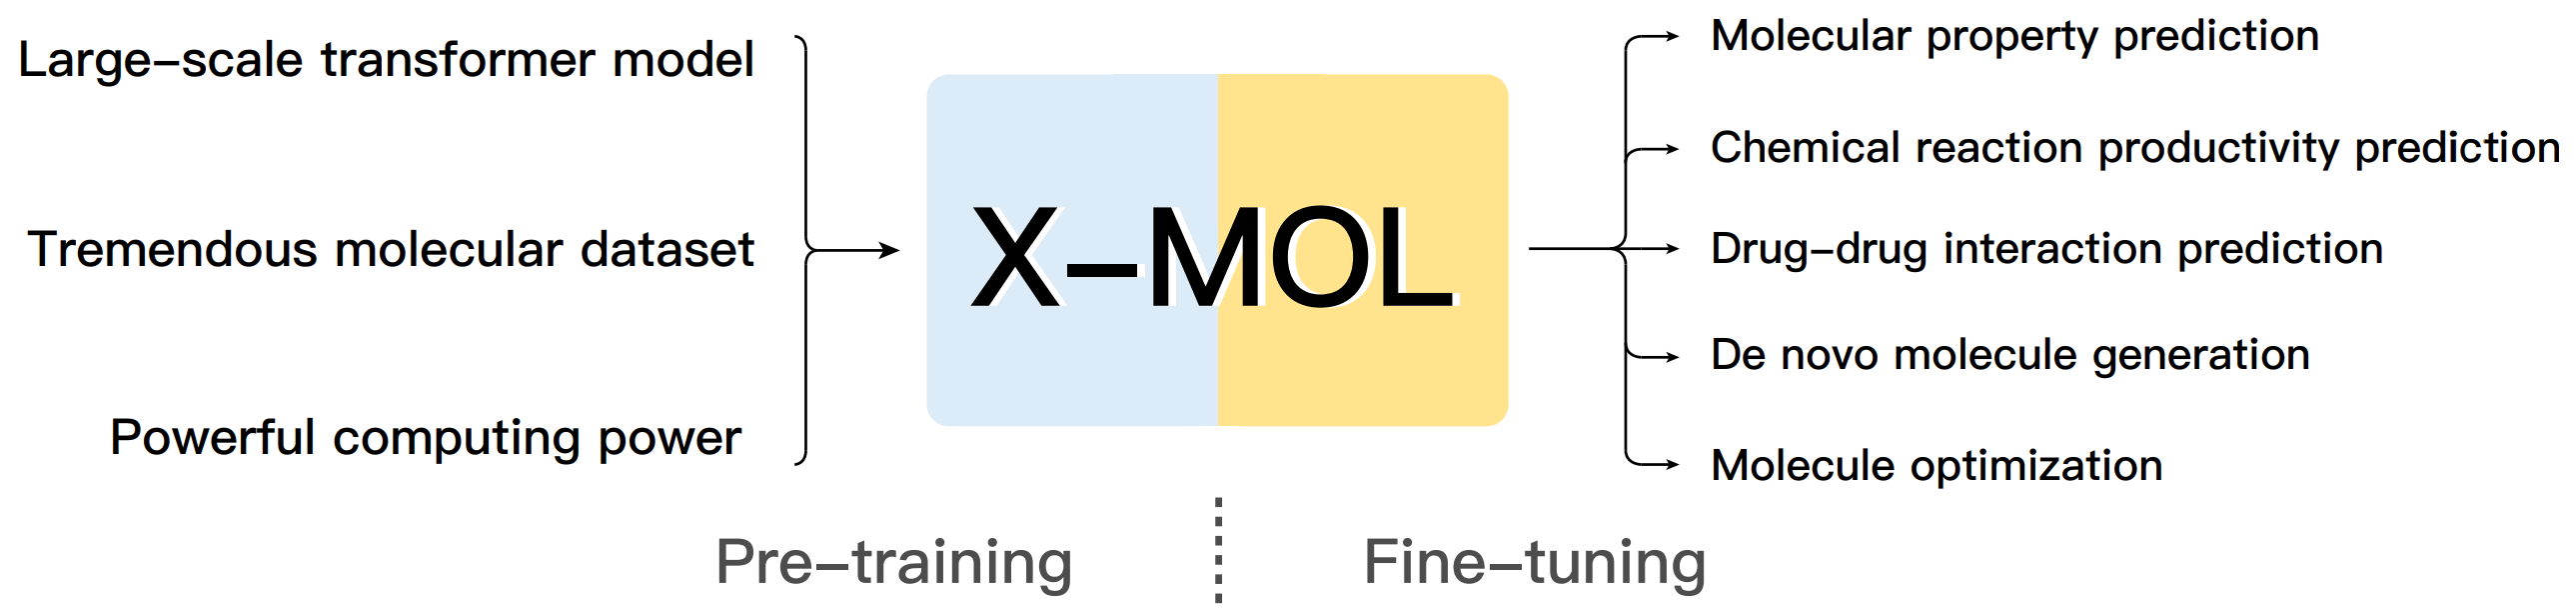 Large-scale transformer model
Tremendous molecular dataset
Powerful computing power
X-MOL
Molecular property prediction
Chemical reaction productivity prediction
Drug-drug interaction prediction
De novo molecule generation
Molecule optimization
Pre-training
Fine-tuning